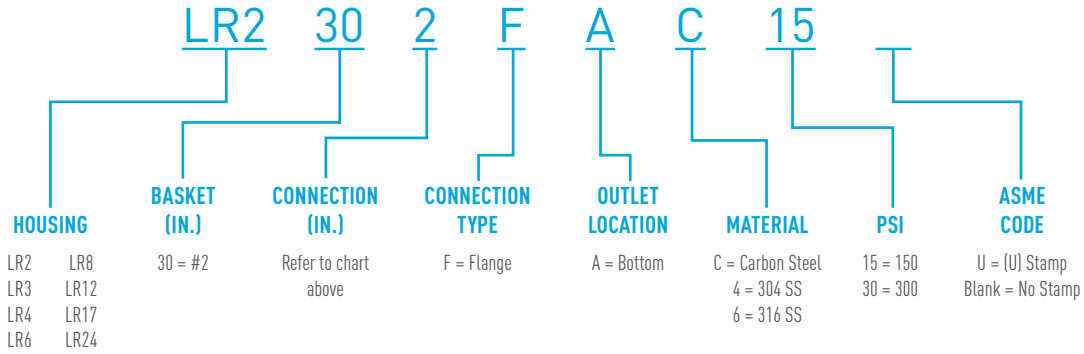 LR2 30 2 F A C 15
HOUSING
LR2 LR8
LR3 LR12
LR4 LR17
LR6 LR24
BASKET
(IN.)
30 = #2
CONNECTION
(IN.)
Refer to chart
above
CONNECTION
TYPE
F = Flange
OUTLET
LOCATION
A = Bottom
MATERIAL
C = Carbon Steel
4 = 304 SS
6 = 316 SS
PSI
15 = 150
30 = 300
ASME
CODE
U = (U) Stamp
Blank = No Stamp